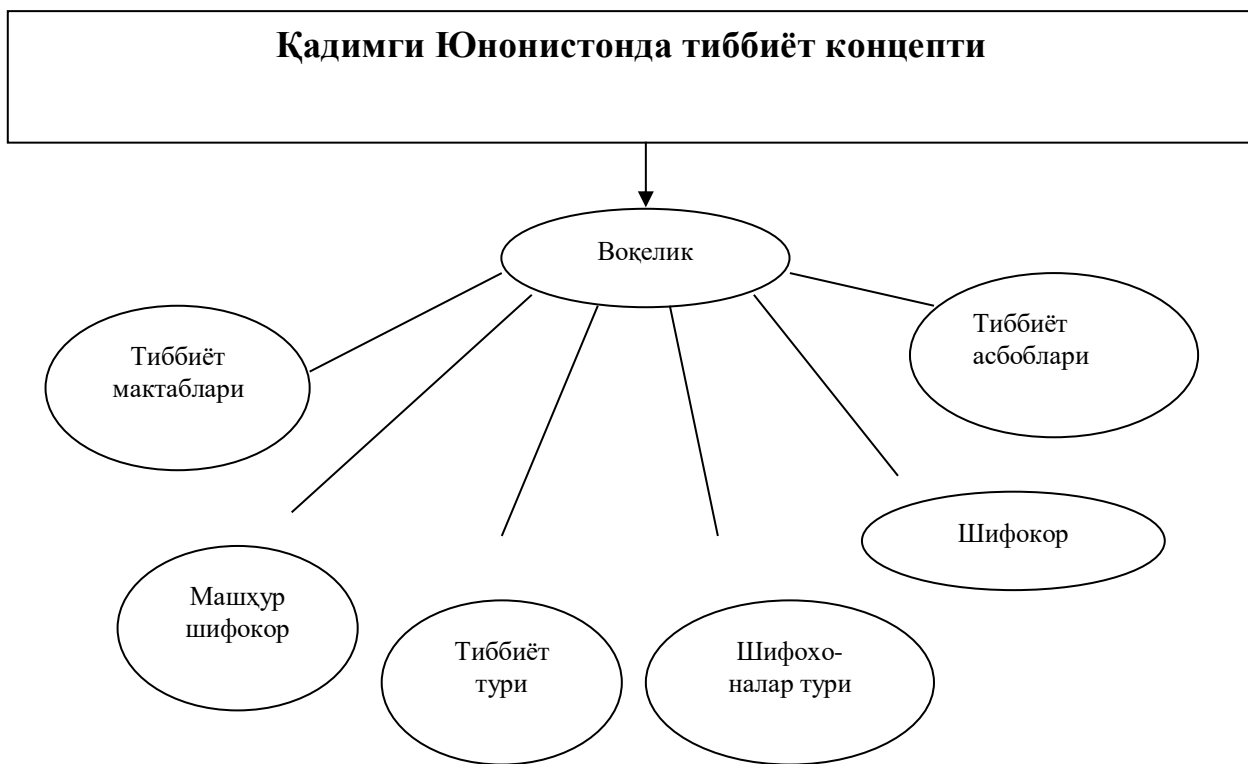 Қадимги Юнонистонда тиббиёт концепти
Воқелик
Тиббиёт
мактаблари
Тиббиёт
асбоблари
Машҳур
шифокор
Тиббиёт
тури
Шифохо-
налар тури
Шифокор